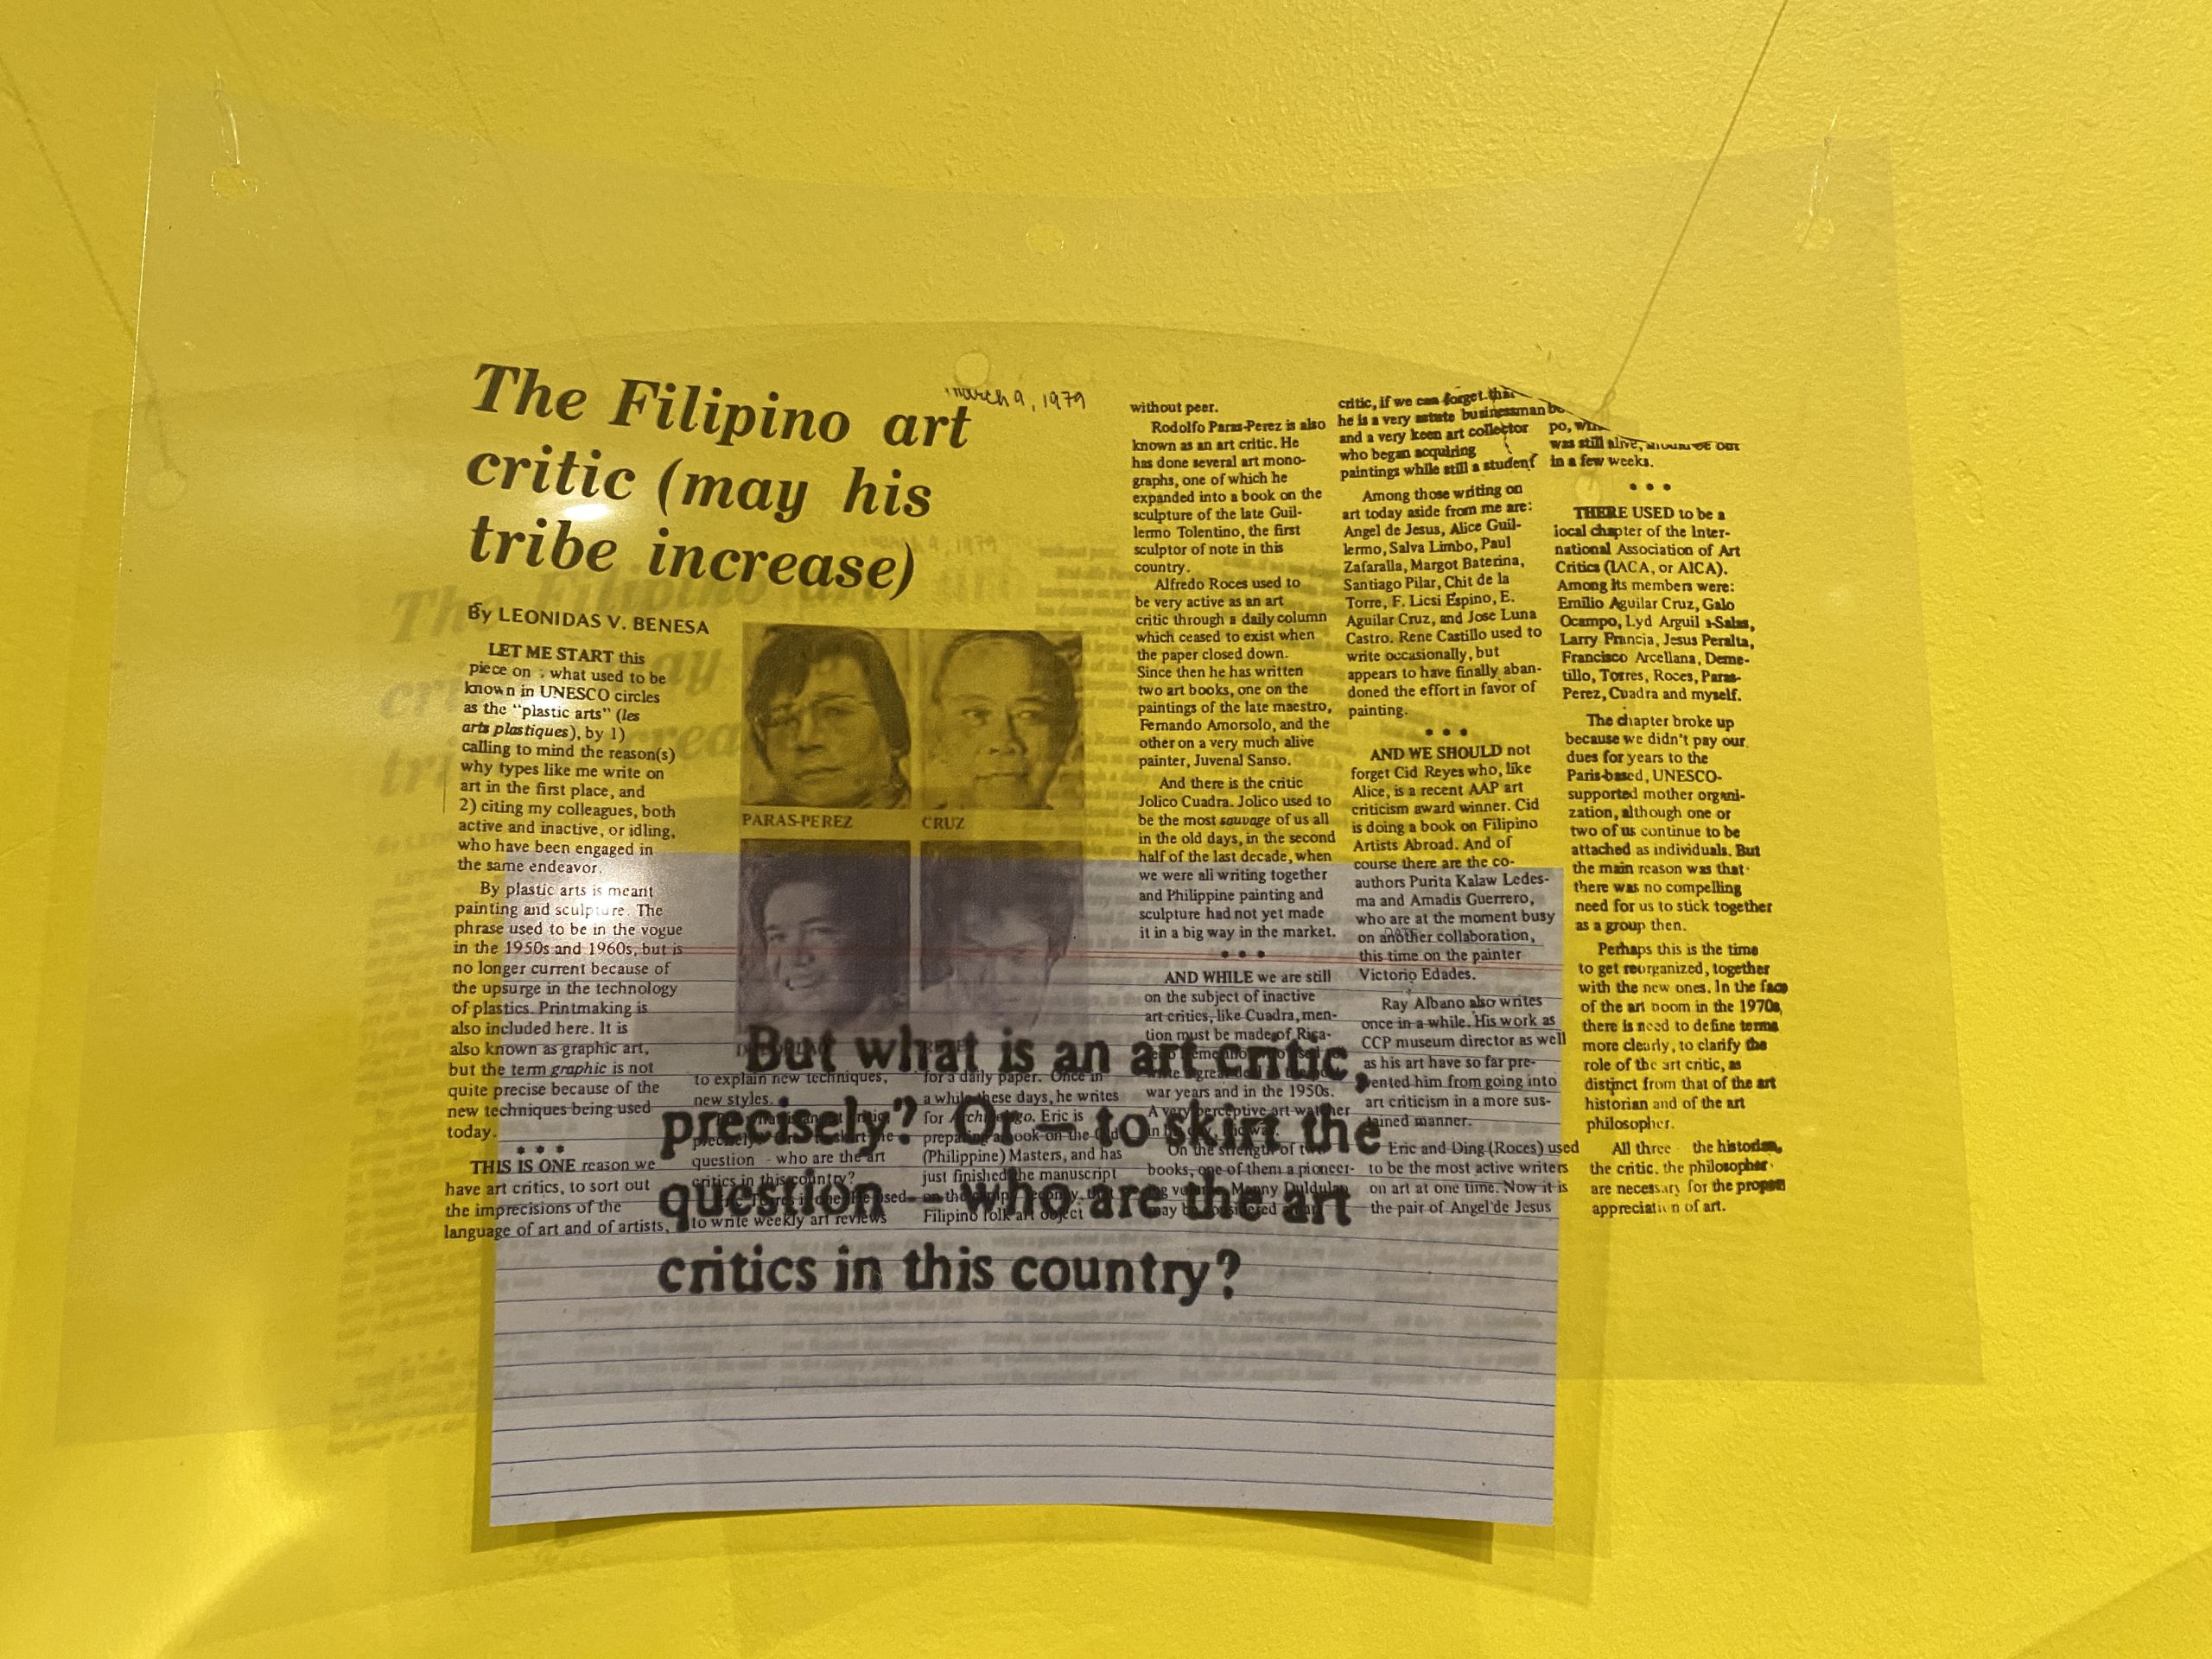 The Filipino art
critic (may his
tribe increase)
march 9, 1979
By LEONIDAS V. BENESA
LET ME START this
piece on what used to be
known in UNESCO circles
as the "plastic arts" (les
arts plastiques), by 1)
calling to mind the reason(s)
why types like me write on
art in the first place, and
2) citing my colleagues, both
active and inactive, or idling,
who have been engaged in
the same endeavor.
By plastic arts is meant
painting and sculpture. The
phrase used to be in the vogue
in the 1950s and 1960s, but is
no longer current because of
the upsurge in the technology
of plastics. Printmaking is
also included here. It is
also known as graphic art,
but the term graphic is not
quite precise because of the
new techniques being used
today.
• • •
THIS IS ONE reason we
have art critics, to sort out
the imprecisions of the
language of art and of artists,
PARAS-PEREZ
CRUZ
to explain new techniques,
new styles.
precisely?
question - who are the art
critics in this country?
to write weekly art reviews
for a daily paper. Once in
a while these days, he writes
for Eric is
preparing a book on the Old
(Philippine) Masters, and has
just finished the manuscript
on the
Filipino folk art object
without peer.
Rodolfo Paras-Perez is also
known as an art critic. He
has done several art mono-
graphs, one of which he
expanded into a book on the
sculpture of the late Guil-
lermo Tolentino, the first
sculptor of note in this
country.
Alfredo Roces used to
be very active as an art
critic through a daily column
which ceased to exist when
the paper closed down.
Since then he has written
two art books, one on the
paintings of the late maestro,
Fernando Amorsolo, and the
other on a very much alive
painter, Juvenal Sanso.
And there is the critic
Jolico Cuadra. Jolico used to
be the most sauvage of us all
in the old days, in the second
half of the last decade, when
we were all writing together
and Philippine painting and
sculpture had not yet made
it in a big way in the market.
• • •
AND WHILE we are still
on the subject of inactive
art critics, like Cuadra, men-
tion must be made of Rica-
war years and in the 1950s.
A very perceptive art watcher
On the strength of two
books, one of them a pioneer-
Manny Duldulao
may be considered
critic, if we can forget that
he is a very astute businessman
and a very keen art collector
who began acquiring
paintings while still a student
Among those writing on
art today aside from me are:
Angel de Jesus, Alice Guil-
lermo, Salva Limbo, Paul
Zafaralla, Margot Baterina,
Santiago Pilar, Chit de la
Torre, F. Licsi Espino, E.
Aguilar Cruz, and Jose Luna
Castro. Rene Castillo used to
write occasionally, but
appears to have finally aban-
doned the effort in favor of
painting.
• • •
AND WE SHOULD not
forget Cid Reyes who, like
Alice, is a recent AAP art
criticism award winner. Cid
is doing a book on Filipino
Artists Abroad. And of
course there are the co-
authors Purita Kalaw Ledes-
ma and Amadis Guerrero,
who are at the moment busy
on another collaboration,
this time on the painter
Victorio Edades.
Ray Albano also writes
once in a while. His work as
CCP museum director as well
as his art have so far pre-
vented him from going into
art criticism in a more sus-
tained manner.
Eric and Ding (Roces) used
to be the most active writers
on art at one time. Now it is
the pair of Angel de Jesus
po,
was still alive, should be out
in a few weeks.
• • •
THERE USED to be a
local chapter of the Inter-
national Association of Art
Critics (IACA, or AICA).
Among its members were:
Emilio Aguilar Cruz, Galo
Ocampo, Lyd Arguilla-Salas,
Larry Francia, Jesus Peralta,
Francisco Arcellana, Deme-
tillo, Torres, Roces, Paras-
Perez, Cuadra and myself.
The chapter broke up
because we didn't pay our
dues for years to the
Paris-based, UNESCO-
supported mother organi-
zation, although one or
two of us continue to be
attached as individuals. But
the main reason was that
there was no compelling
need for us to stick together
as a group then.
Perhaps this is the time
to get reorganized, together
with the new ones. In the face
of the art boom in the 1970s,
there is need to define terms
more clearly, to clarify the
role of the art critic, as
distinct from that of the art
historian and of the art
philosopher.
All three - the historian,
the critic, the philosopher
are necessary for the proper
appreciation of art.
But what is an art critic,
precisely? Or — to skirt the
question — who are the art
critics in this country?